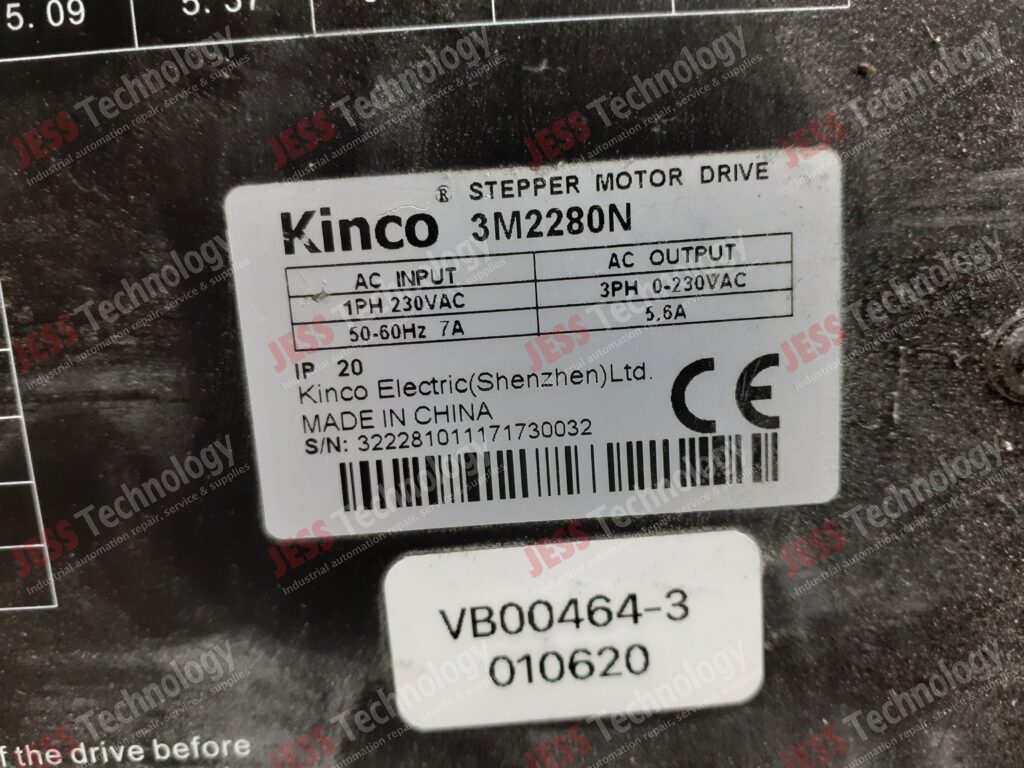 5.09
5.37
® STEPPER MOTOR DRIVE
Kinco 3M2280N
AC INPUT
AC OUTPUT
1PH 230VAC
3PH 0-230VAC
50-60Hz 7A
5,6A
IP 20
Kinco Electric(Shenzhen)Ltd.
CE
MADE IN CHINA
S/N: 322281011171730032
VB00464-3
010620
f the drive before
JESS Technology
Industrial automation repair, service & supplies